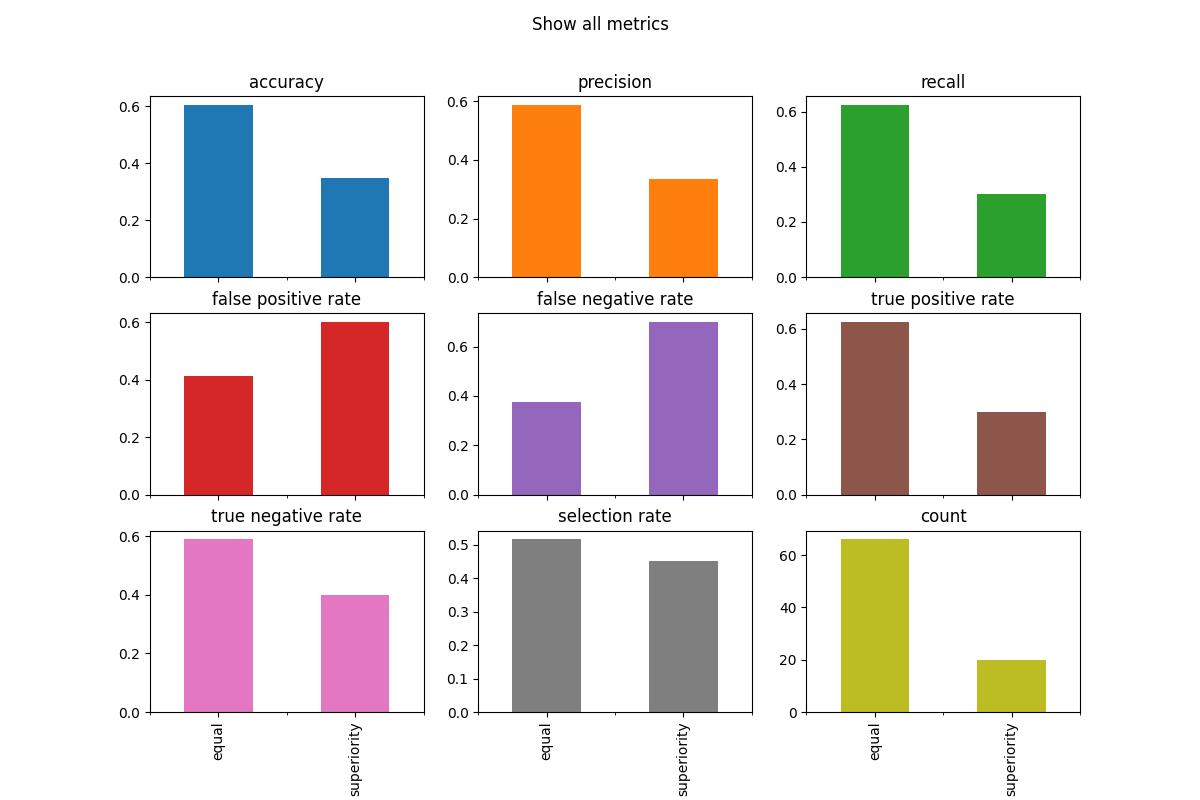 Show all metrics
accuracy
0.6
0.4
0.2
0.0
precision
0.6
0.4
0.2
0.0
recall
0.6
0.4
0.2
0.0
false positive rate
0.6
0.4
0.2
0.0
false negative rate
0.6
0.4
0.2
0.0
true positive rate
0.6
0.4
0.2
0.0
true negative rate
0.6
0.4
0.2
0.0
equal
superiority
selection rate
0.5
0.4
0.3
0.2
0.1
0.0
equal
superiority
count
60
40
20
0
equal
superiority